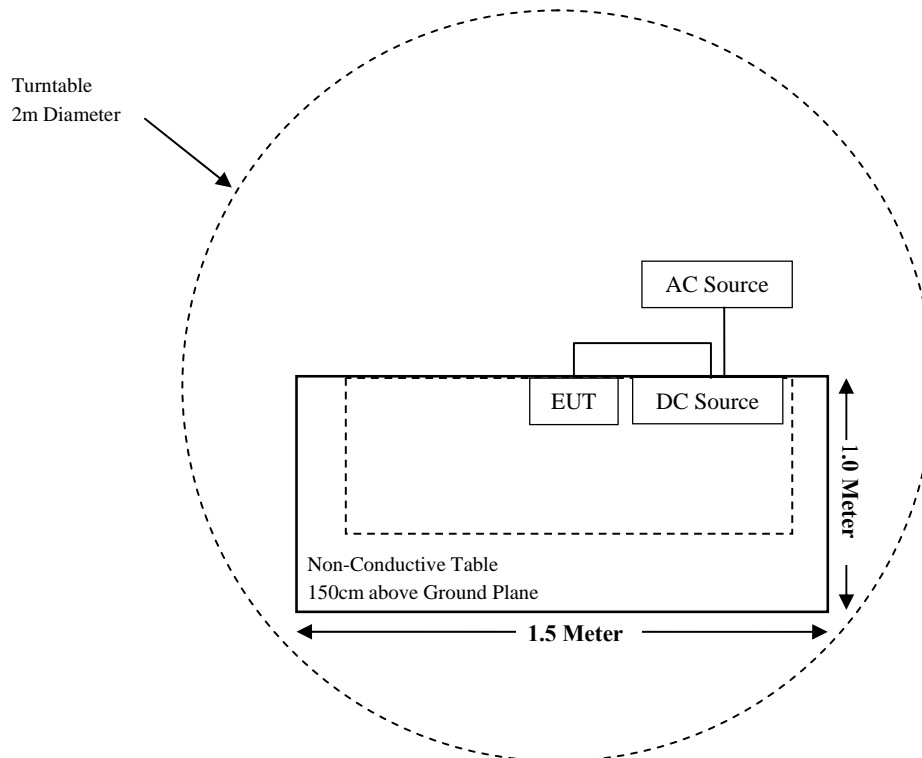 Turntable
2m Diameter
AC Source
EUT
DC Source
1.0 Meter
Non-Conductive Table
150cm above Ground Plane
1.5 Meter